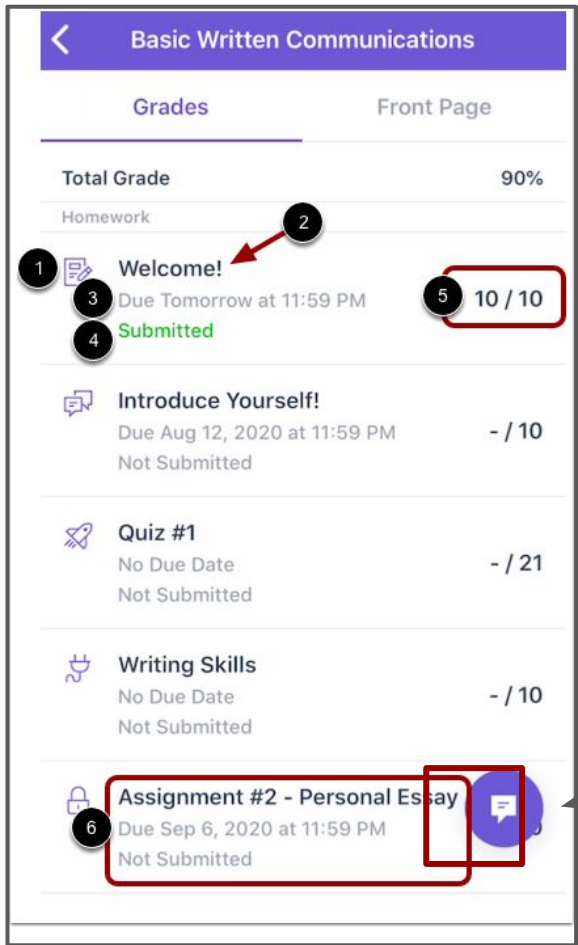 Basic Written Communications
Grades Front Page
Total Grade 90%
Homework
2
1 Welcome!
3 Due Tomorrow at 11:59 PM 5 10 / 10
4 Submitted
Introduce Yourself!
Due Aug 12, 2020 at 11:59 PM - / 10
Not Submitted
Quiz #1
No Due Date - / 21
Not Submitted
Writing Skills
No Due Date - / 10
Not Submitted
Assignment #2 - Personal Essay
6 Due Sep 6, 2020 at 11:59 PM
Not Submitted